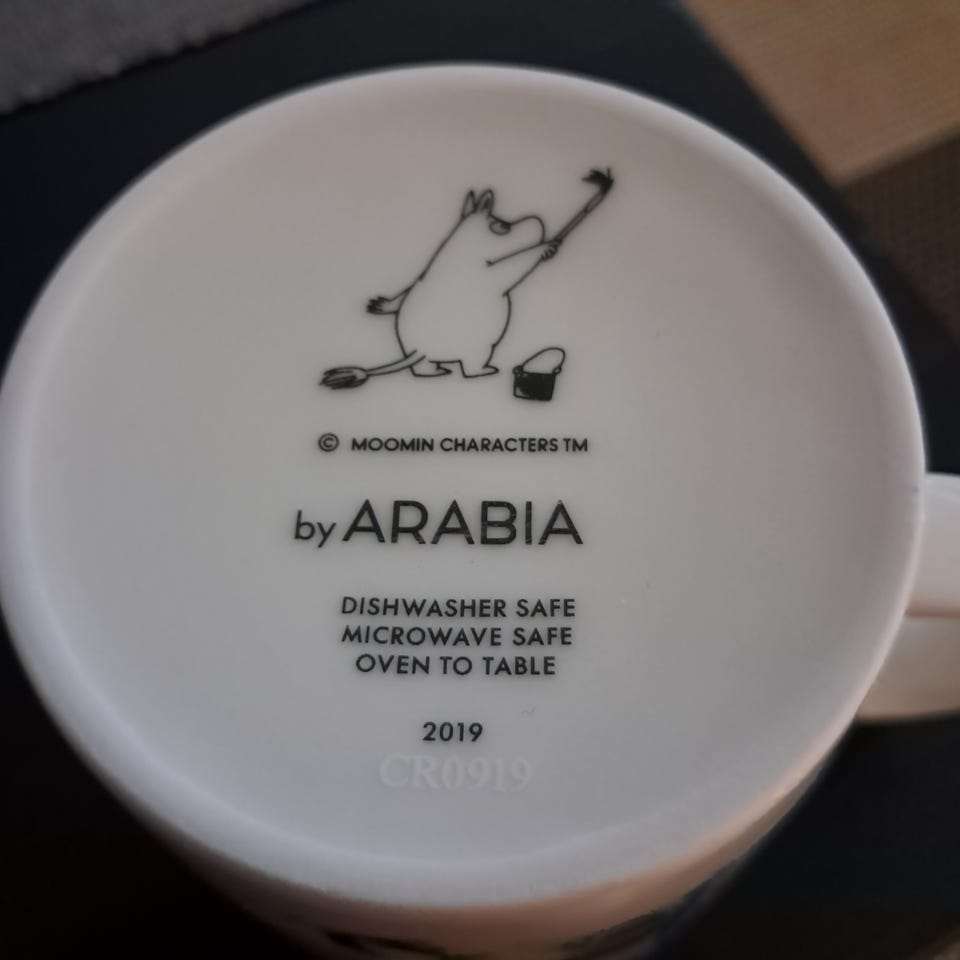 © MOOMIN CHARACTERS TM
by ARABIA
DISHWASHER SAFE
MICROWAVE SAFE
OVEN TO TABLE
2019
CR0919